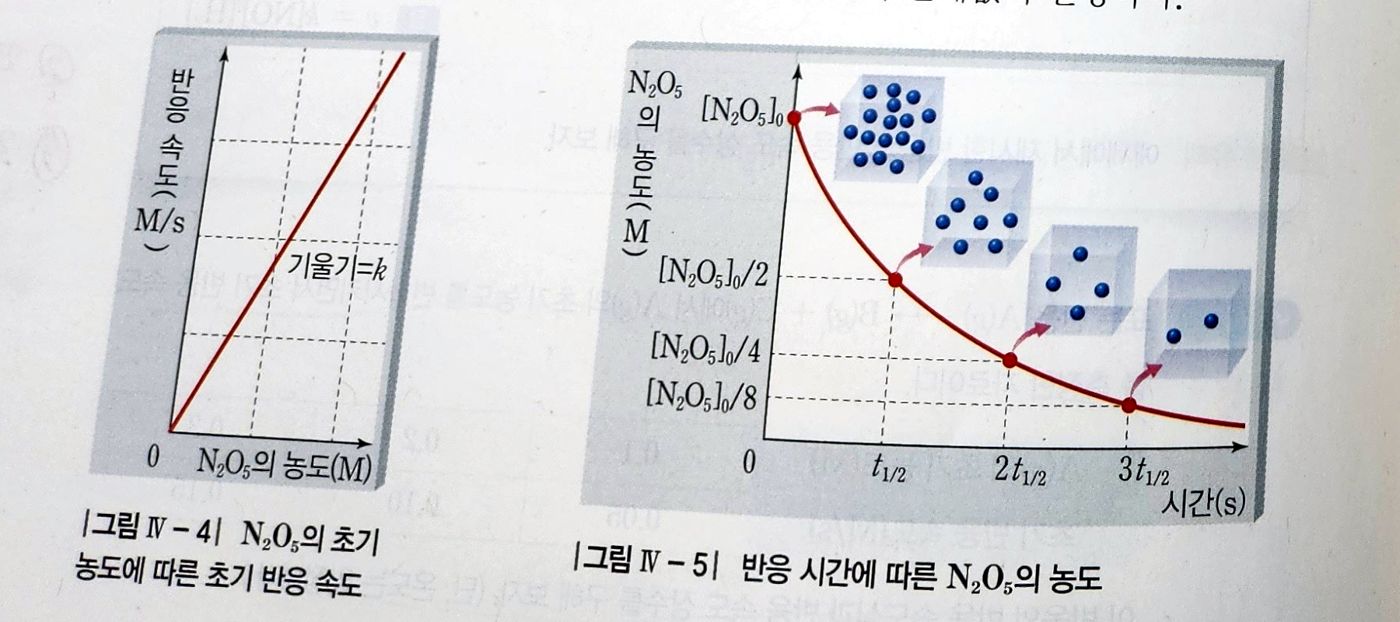 반응 속도(M/s)
기울기=k
0
N₂O₅의 농도(M)
|그림 Ⅳ - 4| N₂O₅의 초기
농도에 따른 초기 반응 속도
N₂O₅의 농도(M)
[N₂O₅]₀
[N₂O₅]₀/2
[N₂O₅]₀/4
[N₂O₅]₀/8
0
t₁/₂
2t₁/₂
3t₁/₂
시간(s)
|그림 Ⅳ - 5| 반응 시간에 따른 N₂O₅의 농도